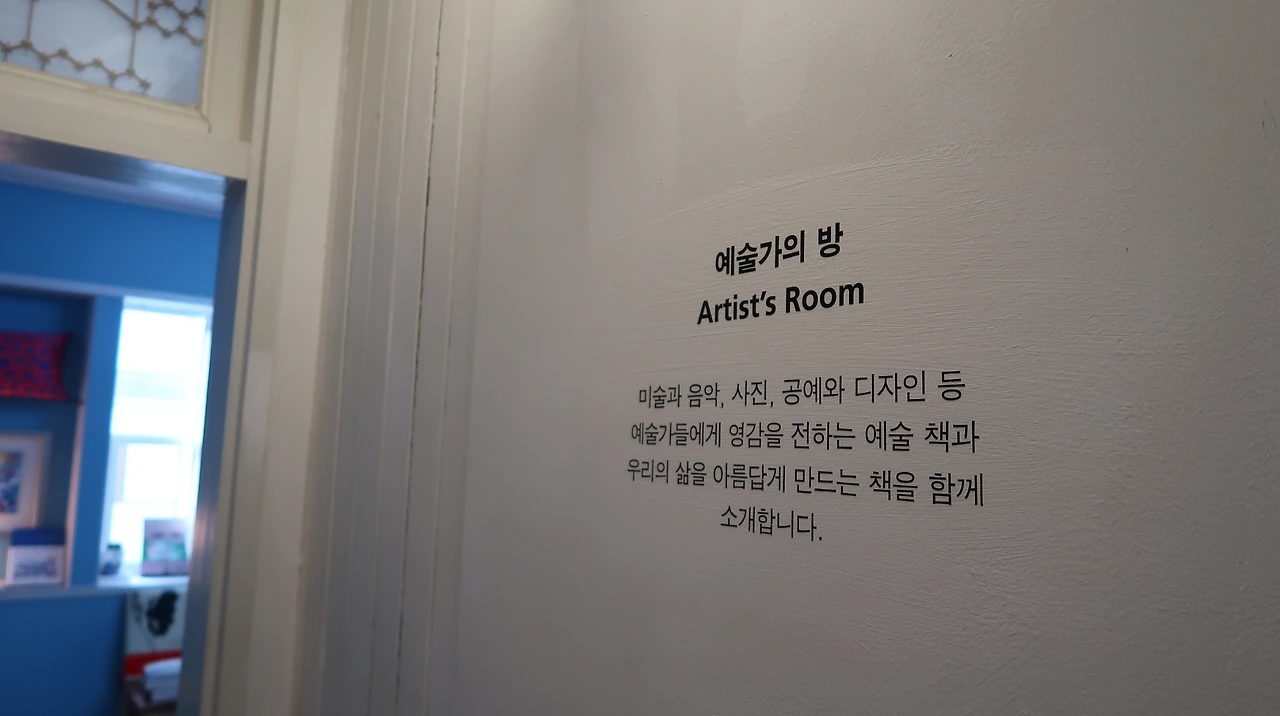 예술가의 방
Artist's Room
미술과 음악, 사진, 공예와 디자인 등
예술가들에게 영감을 전하는 예술 책과
우리의 삶을 아름답게 만드는 책을 함께
소개합니다.